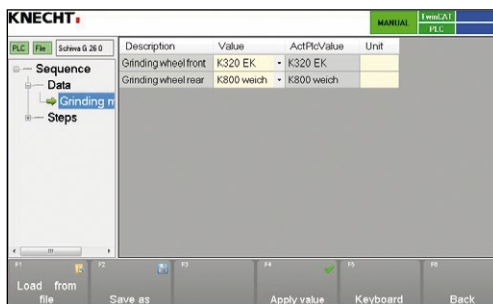 KNECHT
MANUAL
TwinCAT
PLC
PLC File Schiwa G 26 0
Description Value ActPlcValue Unit
Grinding wheel front K320 EK K320 EK
Grinding wheel rear K800 weich K800 weich
Sequence
Data
Grinding n
Steps
F1 F2 F3 F4 F5 F6
Load from
file Save as Apply value Keyboard Back